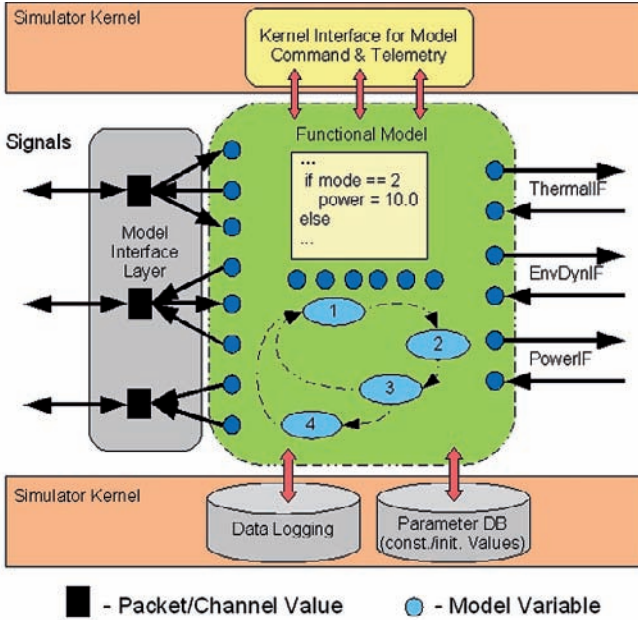 Simulator Kernel
Kernel Interface for Model
Command & Telemetry
Signals
Functional Model
...
if mode == 2
power = 10.0
else
...
Model
Interface
Layer
ThermalIF
EnvDynIF
PowerIF
1
2
3
4
Simulator Kernel
Data Logging
Parameter DB
(const./init. Values)
- Packet/Channel Value
- Model Variable